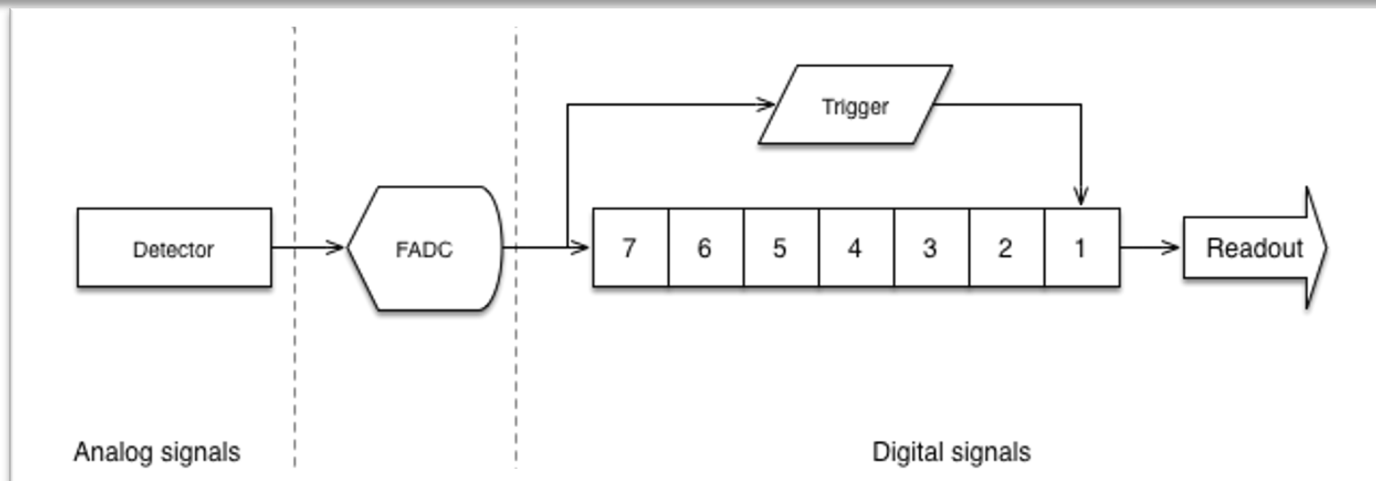 Trigger
Detector
FADC
7 6 5 4 3 2 1
Readout
Analog signals
Digital signals